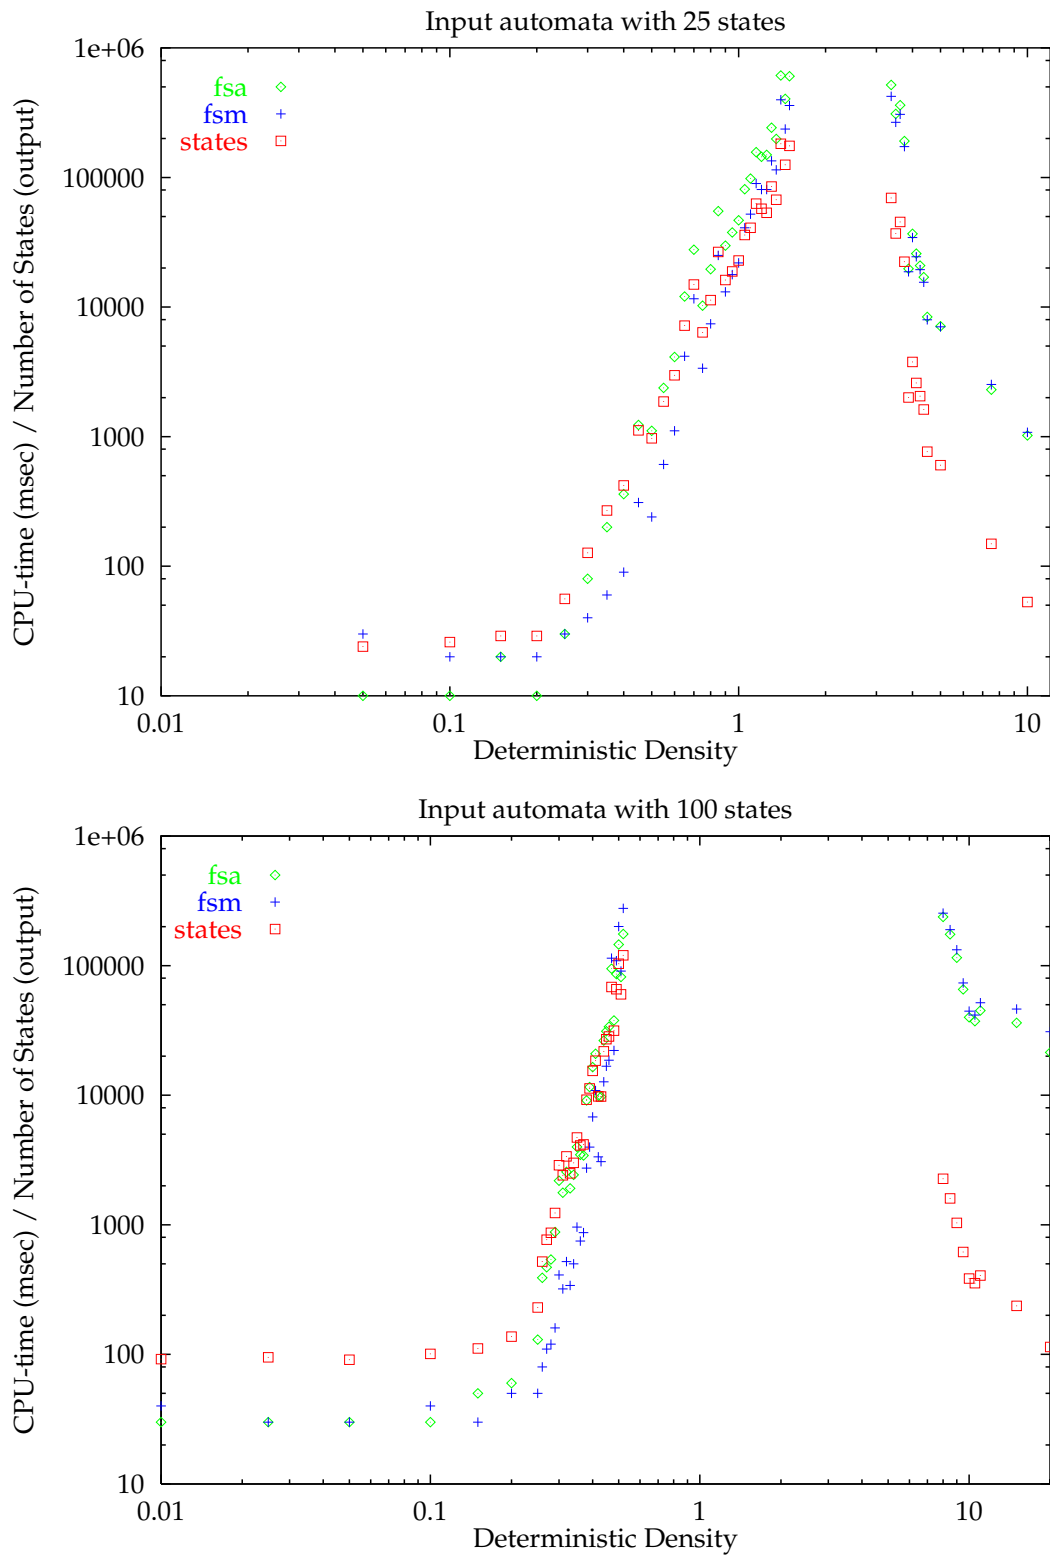 Input automata with 25 states
1e+06
100000
10000
1000
100
10
CPU-time (msec) / Number of States (output)
fsa
fsm
states
0.01
0.1
1
10
Deterministic Density
Input automata with 100 states
1e+06
100000
10000
1000
100
10
CPU-time (msec) / Number of States (output)
fsa
fsm
states
0.01
0.1
1
10
Deterministic Density